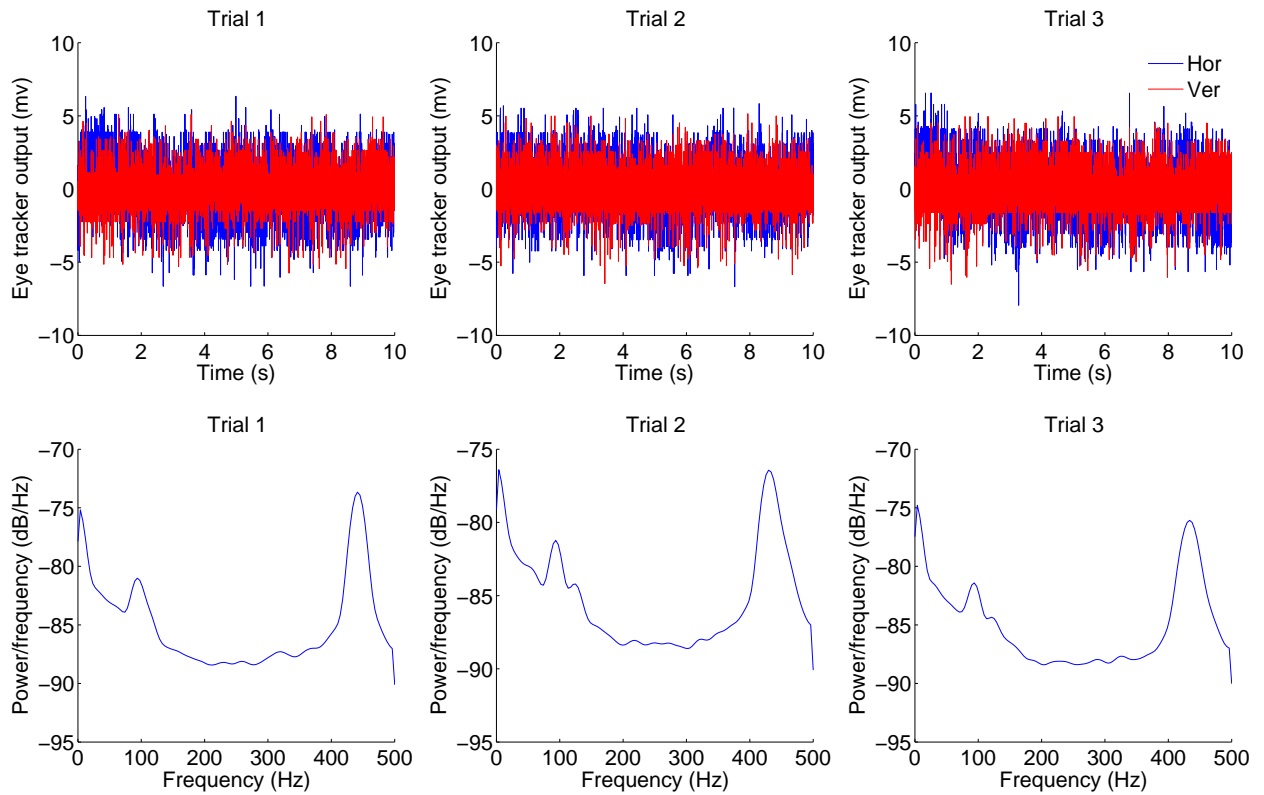 Trial 1
Trial 2
Trial 3
Eye tracker output (mv)
10
5
0
−5
−10
0 2 4 6 8 10
Time (s)
Eye tracker output (mv)
10
5
0
−5
−10
0 2 4 6 8 10
Time (s)
Eye tracker output (mv)
10
5
0
−5
−10
0 2 4 6 8 10
Time (s)
Hor
Ver
Trial 1
Trial 2
Trial 3
Power/frequency (dB/Hz)
−70
−75
−80
−85
−90
−95
0 100 200 300 400 500
Frequency (Hz)
Power/frequency (dB/Hz)
−75
−80
−85
−90
−95
0 100 200 300 400 500
Frequency (Hz)
Power/frequency (dB/Hz)
−70
−75
−80
−85
−90
−95
0 100 200 300 400 500
Frequency (Hz)